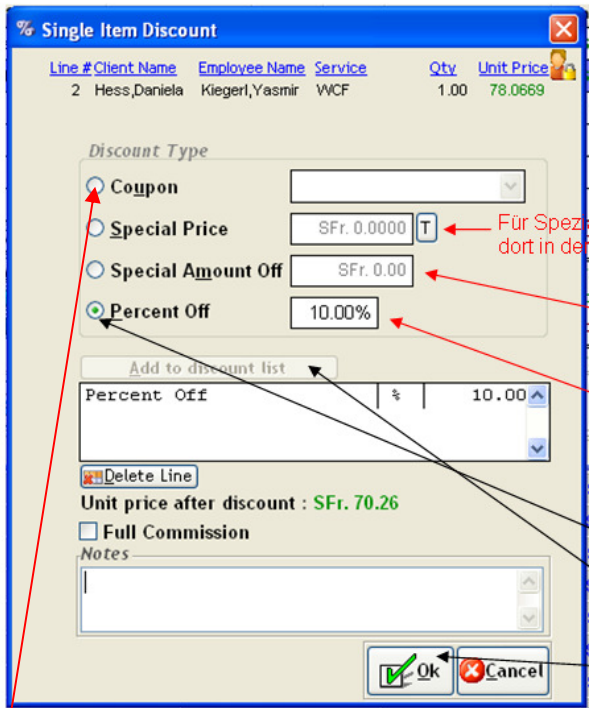 % Single Item Discount
Line # Client Name Employee Name Service Qty Unit Price
2 Hess,Daniela Kiegerl,Yasmir WCF 1.00 78.0669
Discount Type
Coupon
Special Price SFr. 0.0000 T
Für Spezi
dort in de
Special Amount Off SFr. 0.00
Percent Off 10.00%
Add to discount list
Percent Off % 10.00
Delete Line
Unit price after discount : SFr. 70.26
Full Commission
Notes
Ok Cancel